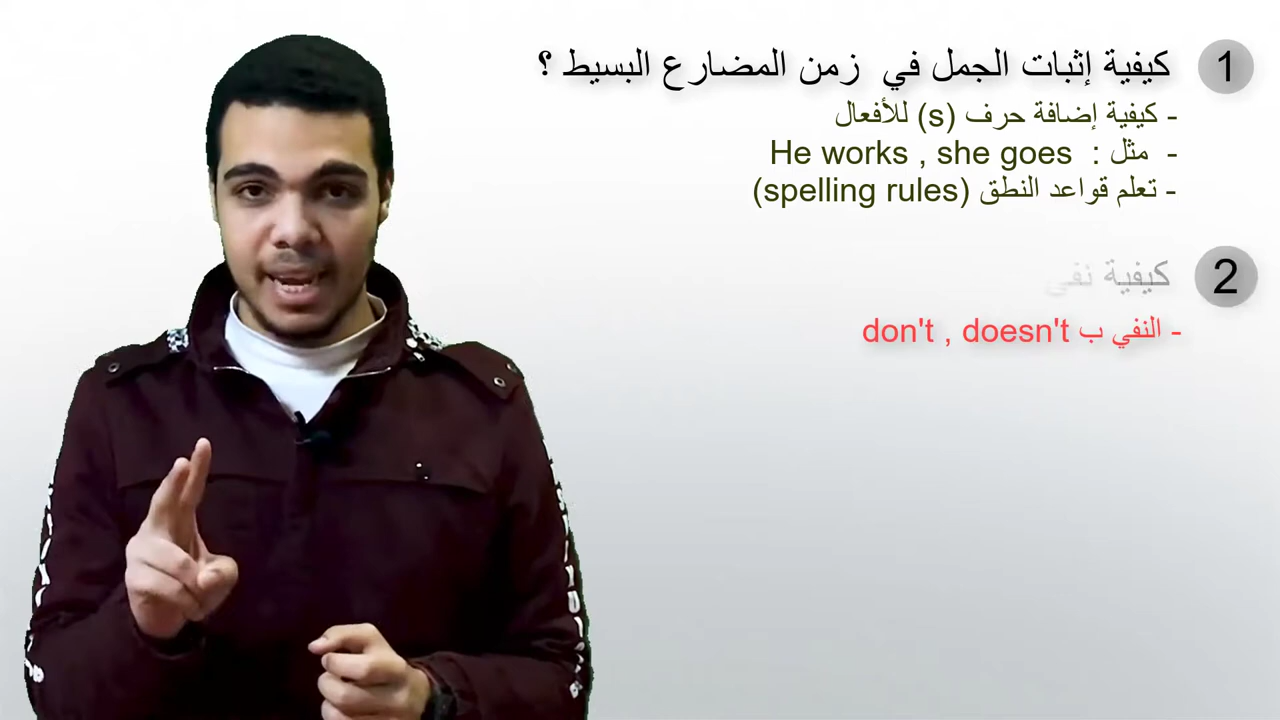 1 كيفية إثبات الجمل في زمن المضارع البسيط ؟
- كيفية إضافة حرف (s) للأفعال
- مثل : He works , she goes
- تعلم قواعد النطق (spelling rules)
2 كيفية نفي
- النفي ب don't , doesn't